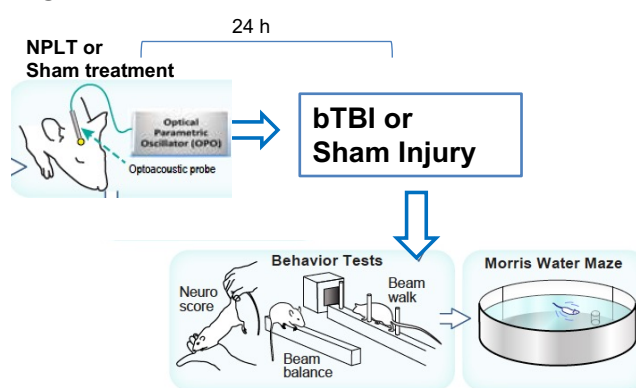 24 h
NPLT or
Sham treatment
Optical
Parametric
Oscillator (OPO)
Optoacoustic probe
bTBI or
Sham Injury
Behavior Tests
Neuro
score
Beam
walk
Beam
balance
Morris Water Maze